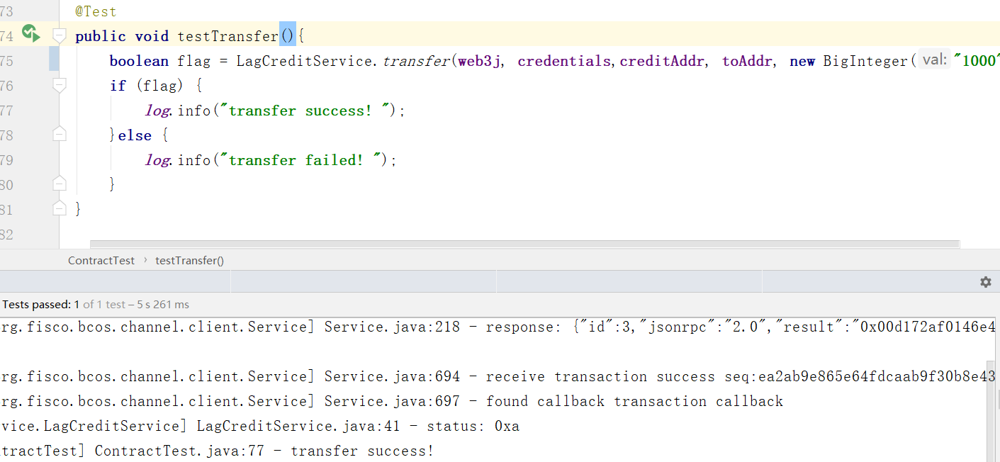 73 @Test
74 public void testTransfer(){
75 boolean flag = LagCreditService.transfer(web3j, credentials,creditAddr, toAddr, new BigInteger( val: "1000"
76 if (flag) {
77 log.info("transfer success! ");
78 }else {
79 log.info("transfer failed! ");
80 }
81 }
82
ContractTest › testTransfer()
Tests passed: 1 of 1 test – 5 s 261 ms
rg.fisco.bcos.channel.client.Service] Service.java:218 - response: {"id":3,"jsonrpc":"2.0","result":"0x00d172af0146e4
rg.fisco.bcos.channel.client.Service] Service.java:694 - receive transaction success seq:ea2ab9e865e64fdcaab9f30b8e43
rg.fisco.bcos.channel.client.Service] Service.java:697 - found callback transaction callback
vice.LagCreditService] LagCreditService.java:41 - status: 0xa
tractTest] ContractTest.java:77 - transfer success!